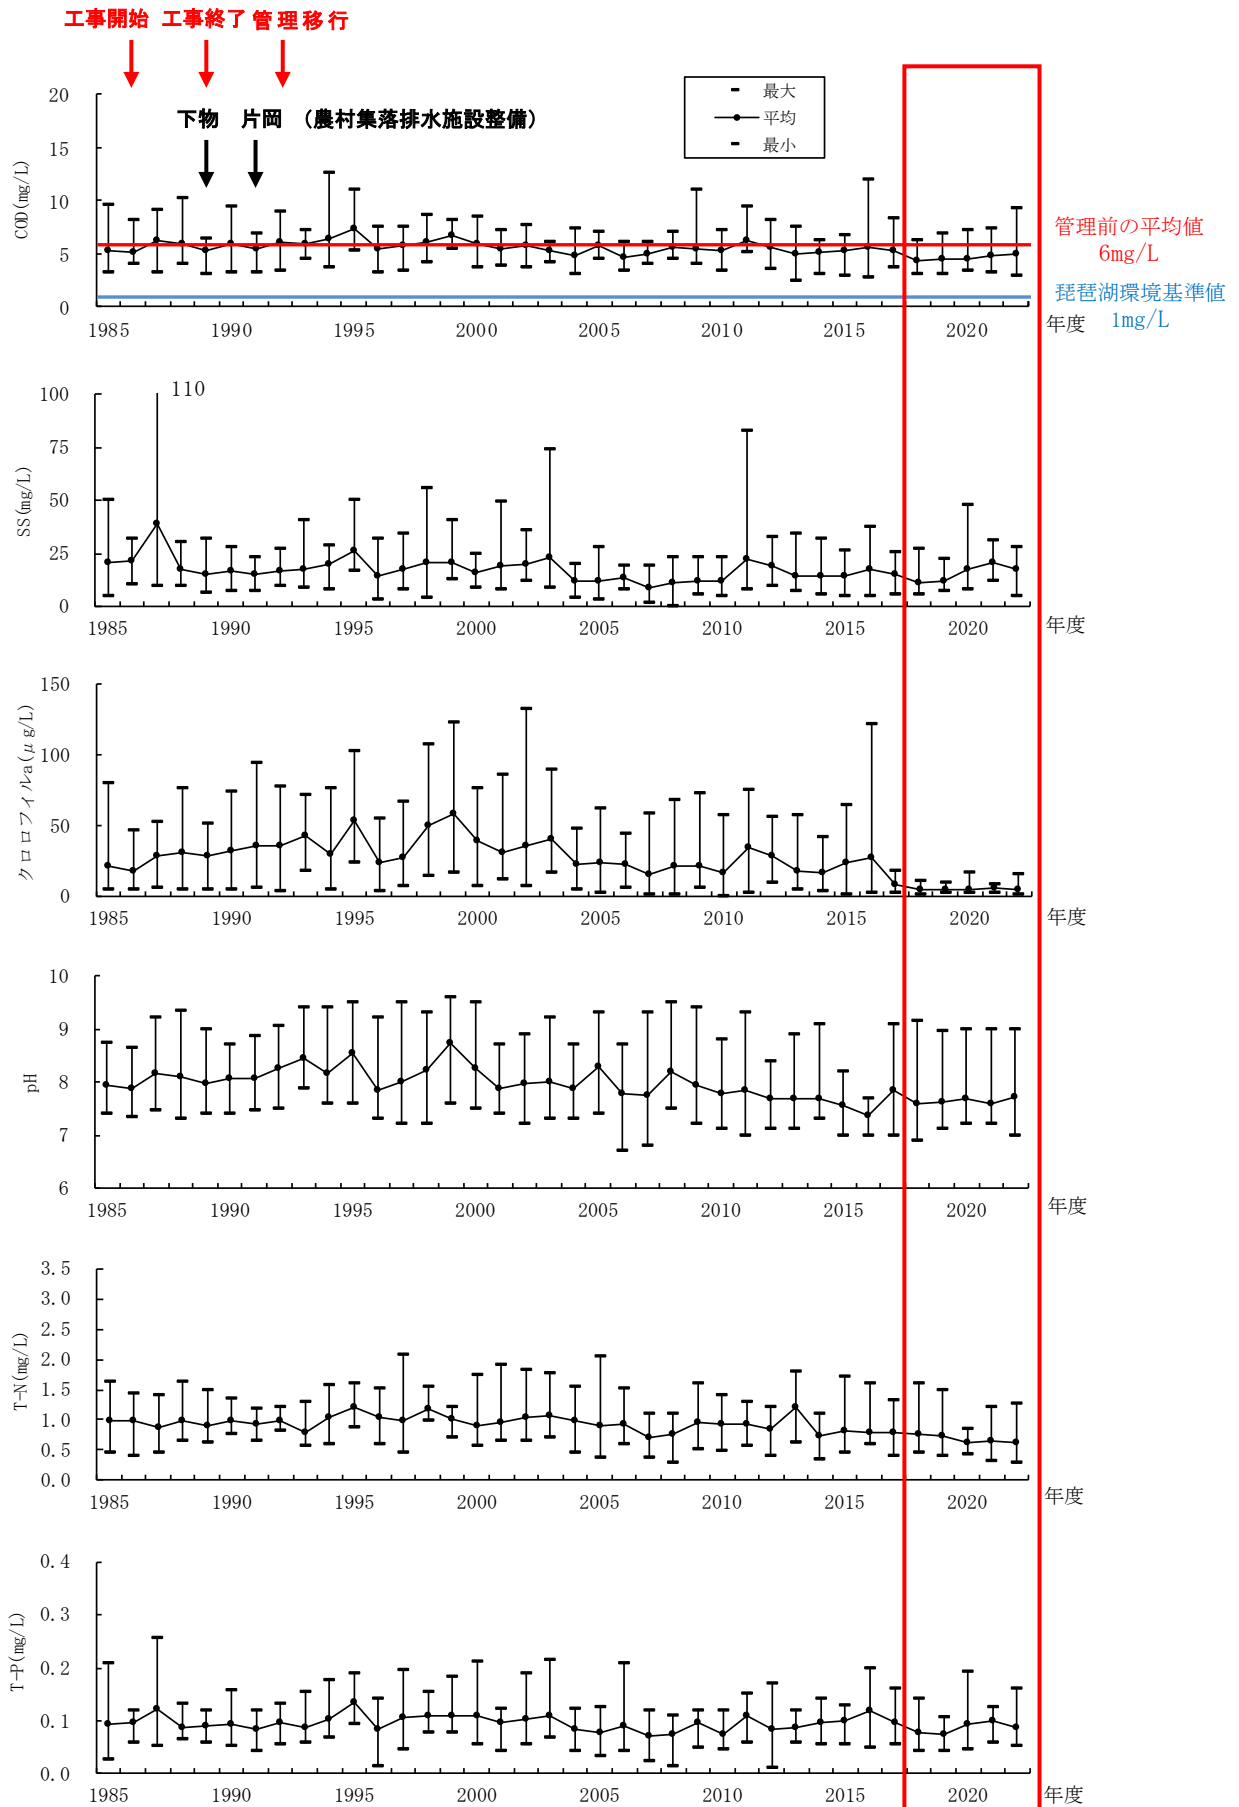 工事開始 工事終了 管理移行
下物 片岡 （農村集落排水施設整備）
最大
平均
最小
COD(mg/L)
20
15
10
5
0
1985 1990 1995 2000 2005 2010 2015 2020
年度
管理前の平均値
6mg/L
琵琶湖環境基準値
1mg/L
SS(mg/L)
110
100
75
50
25
0
1985 1990 1995 2000 2005 2010 2015 2020
年度
クロロフィルa(μg/L)
150
100
50
0
1985 1990 1995 2000 2005 2010 2015 2020
年度
pH
10
9
8
7
6
1985 1990 1995 2000 2005 2010 2015 2020
年度
T-N(mg/L)
3.5
3.0
2.5
2.0
1.5
1.0
0.5
0.0
1985 1990 1995 2000 2005 2010 2015 2020
年度
T-P(mg/L)
0.4
0.3
0.2
0.1
0.0
1985 1990 1995 2000 2005 2010 2015 2020
年度